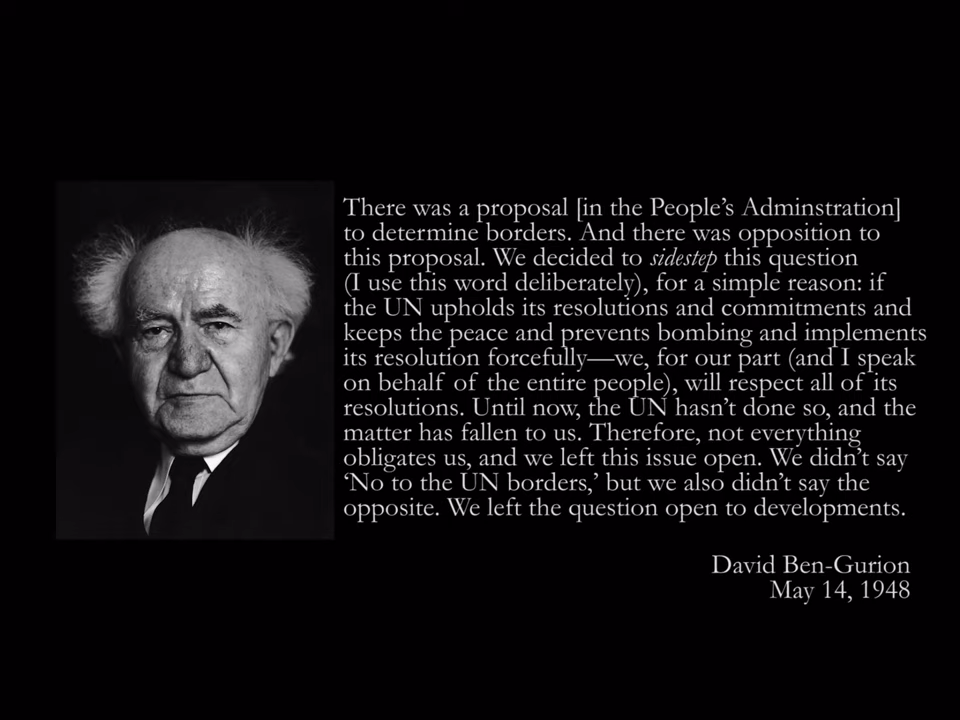 There was a proposal [in the People's Adminstration]
to determine borders. And there was opposition to
this proposal. We decided to sidestep this question
(I use this word deliberately), for a simple reason: if
the UN upholds its resolutions and commitments and
keeps the peace and prevents bombing and implements
its resolution forcefully—we, for our part (and I speak
on behalf of the entire people), will respect all of its
resolutions. Until now, the UN hasn't done so, and the
matter has fallen to us. Therefore, not everything
obligates us, and we left this issue open. We didn't say
‘No to the UN borders,’ but we also didn't say the
opposite. We left the question open to developments.
David Ben-Gurion
May 14, 1948